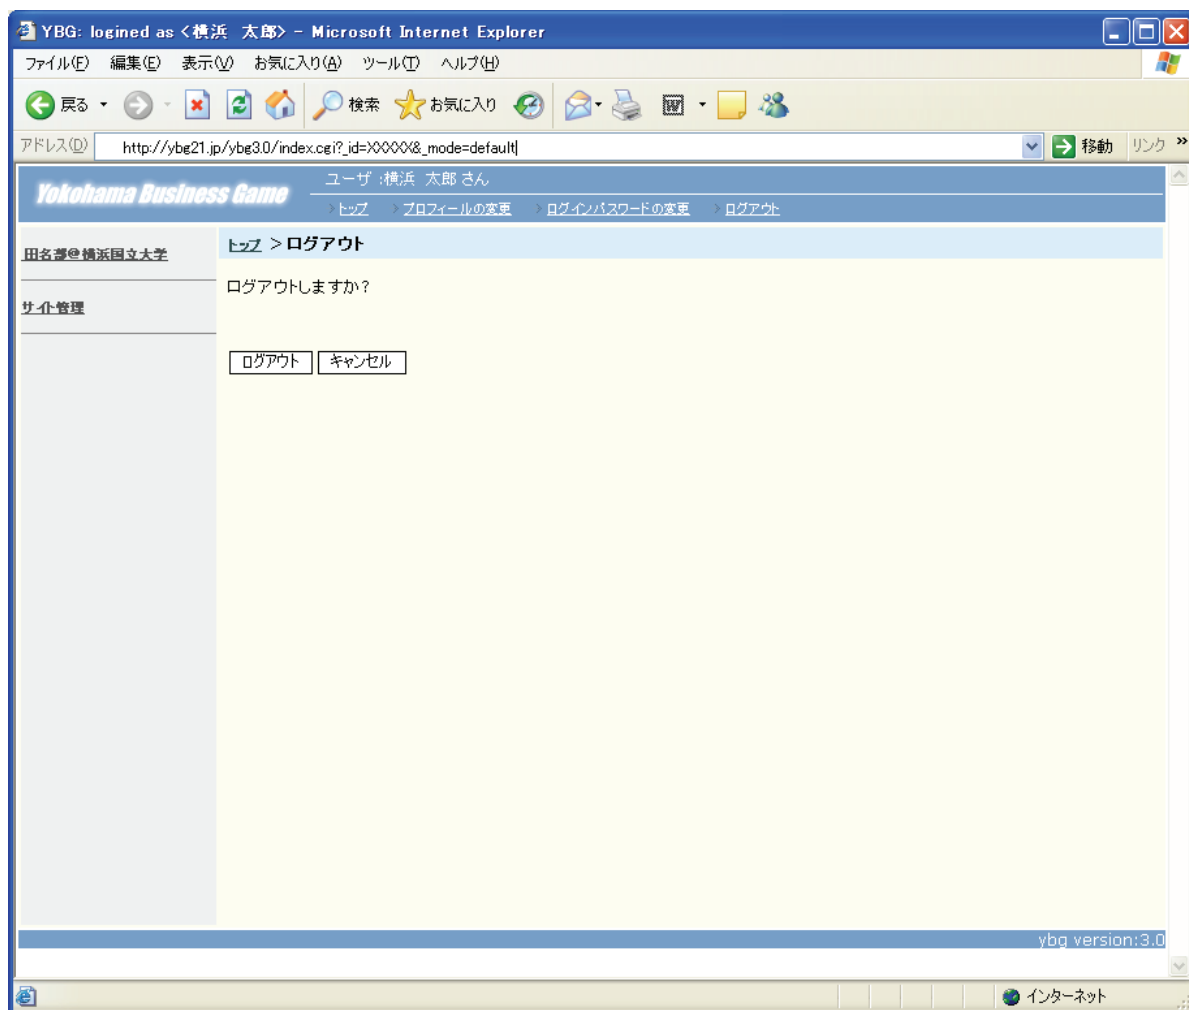 YBG: logined as <横浜 太郎> - Microsoft Internet Explorer
ファイル(F) 編集(E) 表示(V) お気に入り(A) ツール(T) ヘルプ(H)
戻る 検索 お気に入り
アドレス(D) http://ybg21.jp/ybg3.0/index.cgi?_id=XXXXX&_mode=default 移動 リンク »
Yokohama Business Game
ユーザ :横浜 太郎 さん
トップ プロフィールの変更 ログインパスワードの変更 ログアウト
田名部@横浜国立大学
サイト管理
トップ >ログアウト
ログアウトしますか?
ログアウト キャンセル
ybg version:3.0
インターネット